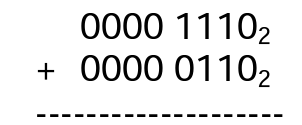 0000 1110₂
+ 0000 0110₂
---------------------